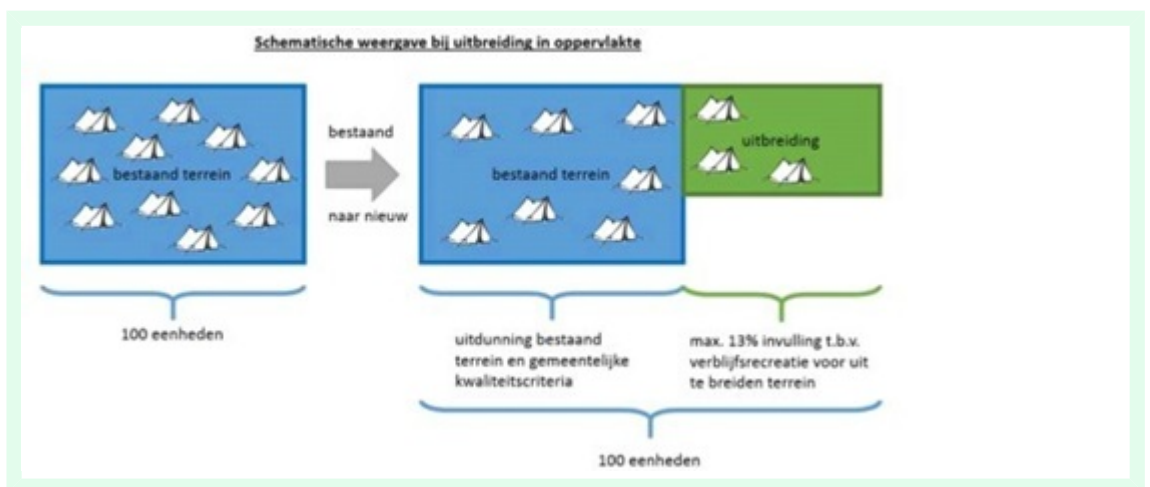 Schematische weergave bij uitbreiding in oppervlakte
bestaand terrein
bestaand
naar nieuw
bestaand terrein
uitbreiding
100 eenheden
uitdunning bestaand
terrein en gemeentelijke
kwaliteitscriteria
max. 13% invulling t.b.v.
verblijfsrecreatie voor uit
te breiden terrein
100 eenheden